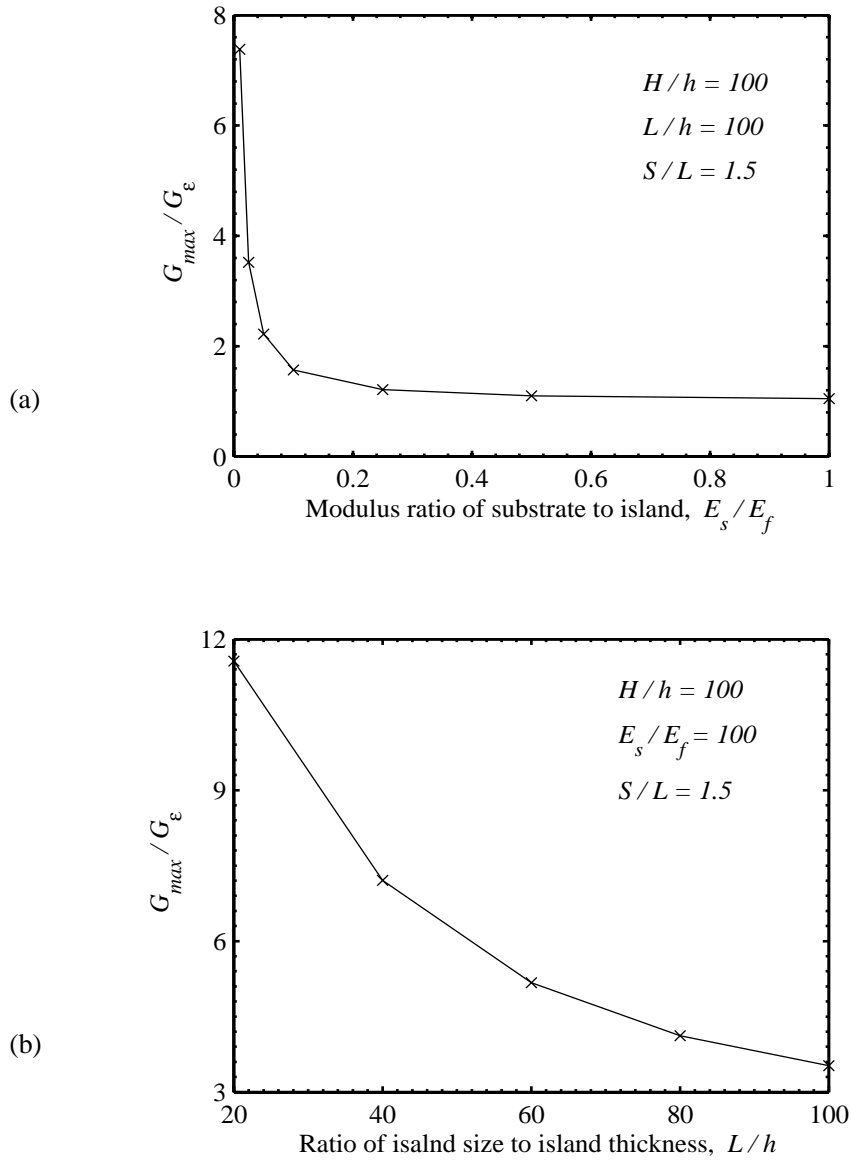 8
6
4
2
0
G_max / G_ε
H / h = 100
L / h = 100
S / L = 1.5
(a)
0 0.2 0.4 0.6 0.8 1
Modulus ratio of substrate to island, E_s / E_f
12
9
6
3
G_max / G_ε
H / h = 100
E_s / E_f = 100
S / L = 1.5
(b)
20 40 60 80 100
Ratio of isalnd size to island thickness, L / h